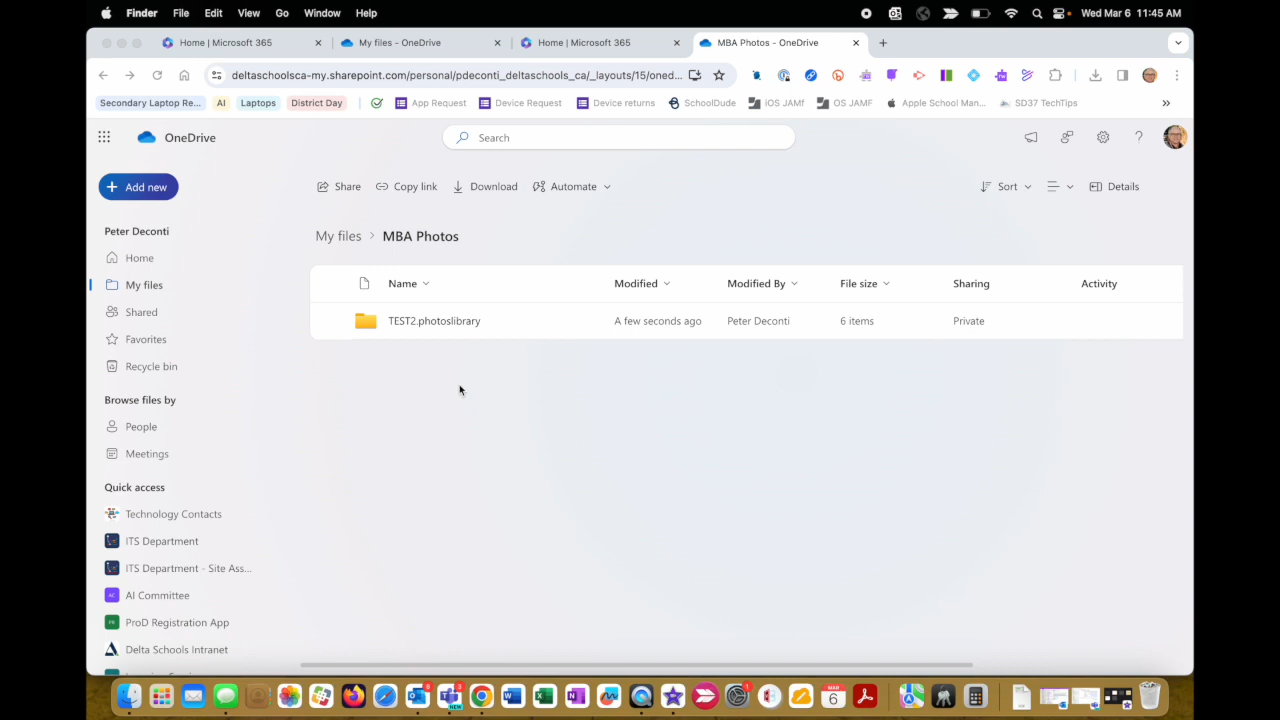 Finder File Edit View Go Window Help Wed Mar 6 11:45 AM
Home | Microsoft 365 My files - OneDrive Home | Microsoft 365 MBA Photos - OneDrive
deltaschoolsca-my.sharepoint.com/personal/pdeconti_deltaschools_ca/_layouts/15/oned...
Secondary Laptop Re... AI Laptops District Day App Request Device Request Device returns SchoolDude iOS JAMf OS JAMF Apple School Man... SD37 TechTips
OneDrive Search
Add new Share Copy link Download Automate Sort Details
Peter Deconti
My files > MBA Photos
Home
My files
Shared
Favorites
Recycle bin
Name Modified Modified By File size Sharing Activity
TEST2.photoslibrary A few seconds ago Peter Deconti 6 items Private
Browse files by
People
Meetings
Quick access
Technology Contacts
ITS Department
ITS Department - Site Ass...
AI Committee
ProD Registration App
Delta Schools Intranet
NEW
MAR
6